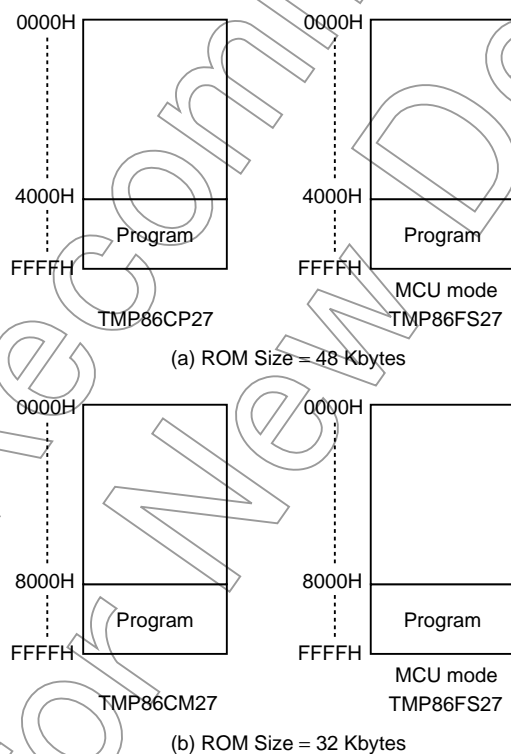 0000H 0000H
4000H 4000H
Program Program
FFFFH FFFFH
MCU mode
TMP86CP27 TMP86FS27
(a) ROM Size = 48 Kbytes
0000H 0000H
8000H 8000H
Program Program
FFFFH FFFFH
MCU mode
TMP86CM27 TMP86FS27
(b) ROM Size = 32 Kbytes